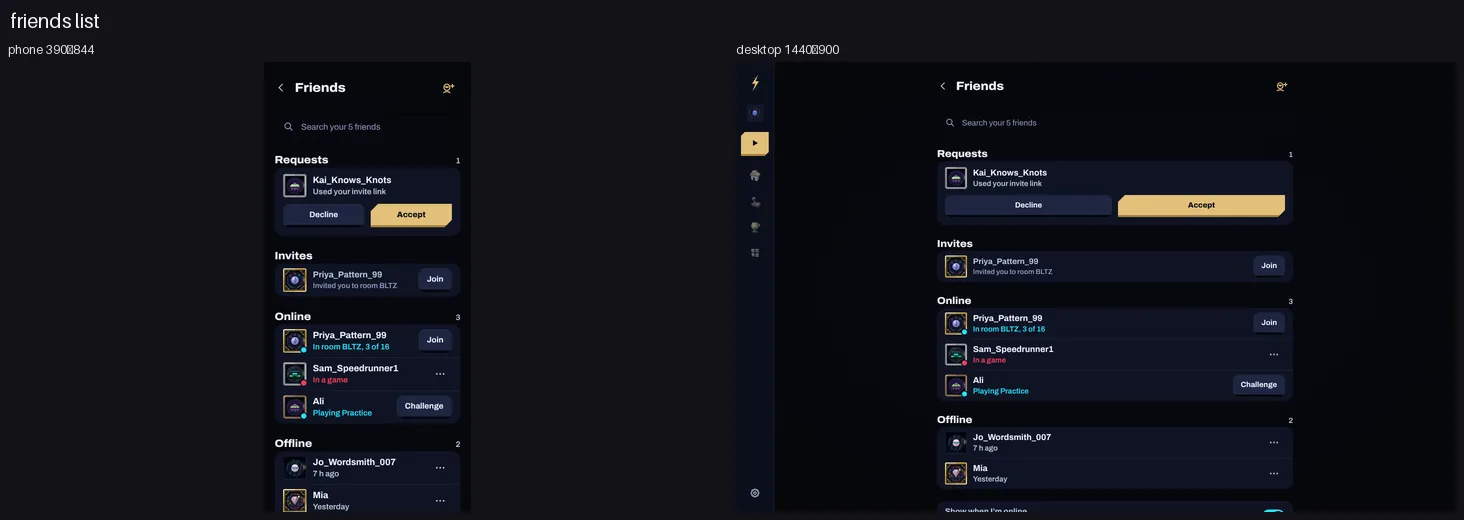 friends list
phone 390▯844
Friends
Search your 5 friends
Requests 1
Kai_Knows_Knots
Used your invite link
Decline Accept
Invites
Priya_Pattern_99
Invited you to room BLTZ
Join
Online 3
Priya_Pattern_99
In room BLTZ, 3 of 16
Join
Sam_Speedrunner1
In a game
Ali
Playing Practice
Challenge
Offline 2
Jo_Wordsmith_007
7 h ago
Mia
Yesterday
desktop 1440▯900
Friends
Search your 5 friends
Requests 1
Kai_Knows_Knots
Used your invite link
Decline Accept
Invites
Priya_Pattern_99
Invited you to room BLTZ
Join
Online 3
Priya_Pattern_99
In room BLTZ, 3 of 16
Join
Sam_Speedrunner1
In a game
Ali
Playing Practice
Challenge
Offline 2
Jo_Wordsmith_007
7 h ago
Mia
Yesterday
Show when I'm online